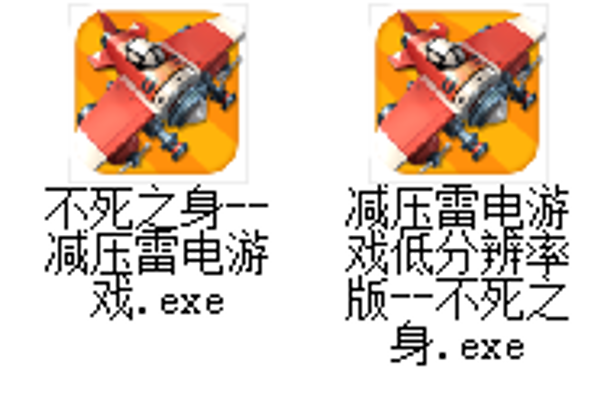 不死之身--
减压雷电游
戏.exe
减压雷电游
戏低分辨率
版--不死之
身.exe